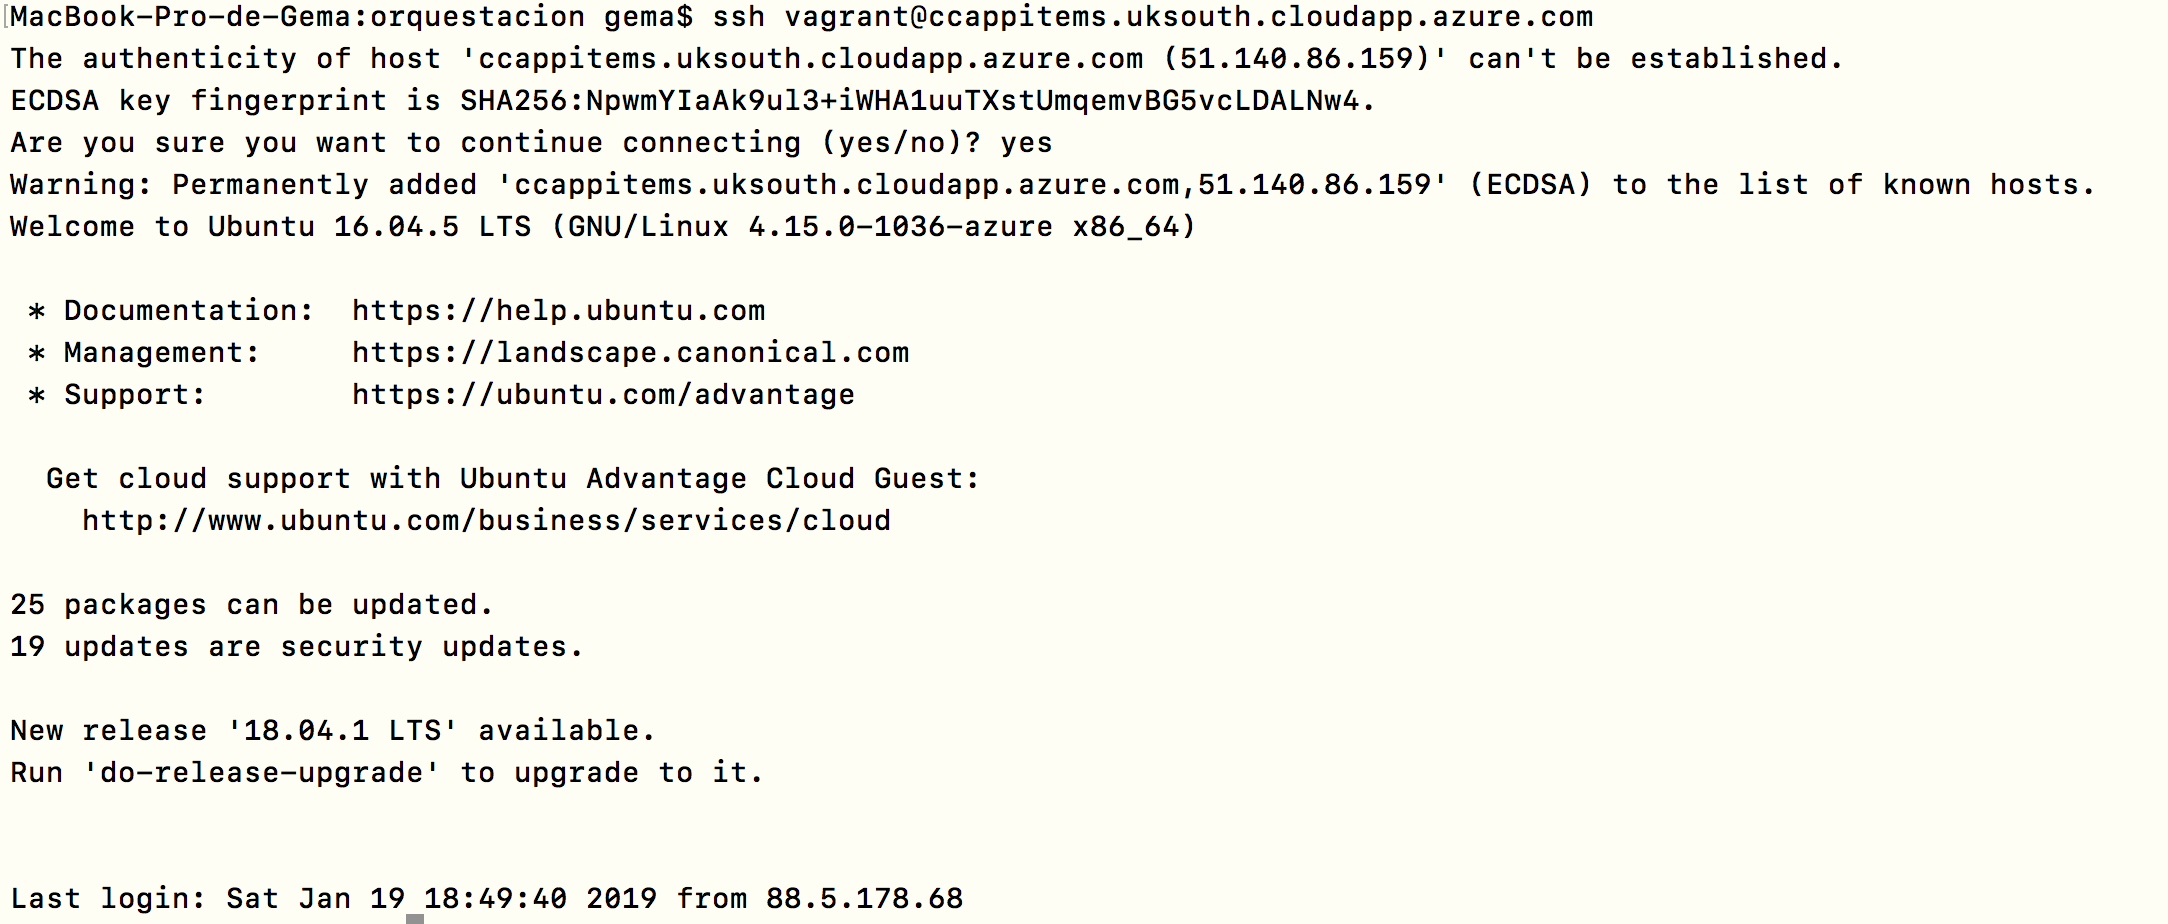 MacBook-Pro-de-Gema:orquestacion gema$ ssh vagrant@ccappitems.uksouth.cloudapp.azure.com
The authenticity of host 'ccappitems.uksouth.cloudapp.azure.com (51.140.86.159)' can't be established.
ECDSA key fingerprint is SHA256:NpwmYIaAk9ul3+iWHA1uuTXstUmqemvBG5vcLDALNw4.
Are you sure you want to continue connecting (yes/no)? yes
Warning: Permanently added 'ccappitems.uksouth.cloudapp.azure.com,51.140.86.159' (ECDSA) to the list of known hosts.
Welcome to Ubuntu 16.04.5 LTS (GNU/Linux 4.15.0-1036-azure x86_64)
* Documentation:  https://help.ubuntu.com
* Management:     https://landscape.canonical.com
* Support:        https://ubuntu.com/advantage
Get cloud support with Ubuntu Advantage Cloud Guest:
http://www.ubuntu.com/business/services/cloud
25 packages can be updated.
19 updates are security updates.
New release '18.04.1 LTS' available.
Run 'do-release-upgrade' to upgrade to it.
Last login: Sat Jan 19 18:49:40 2019 from 88.5.178.68